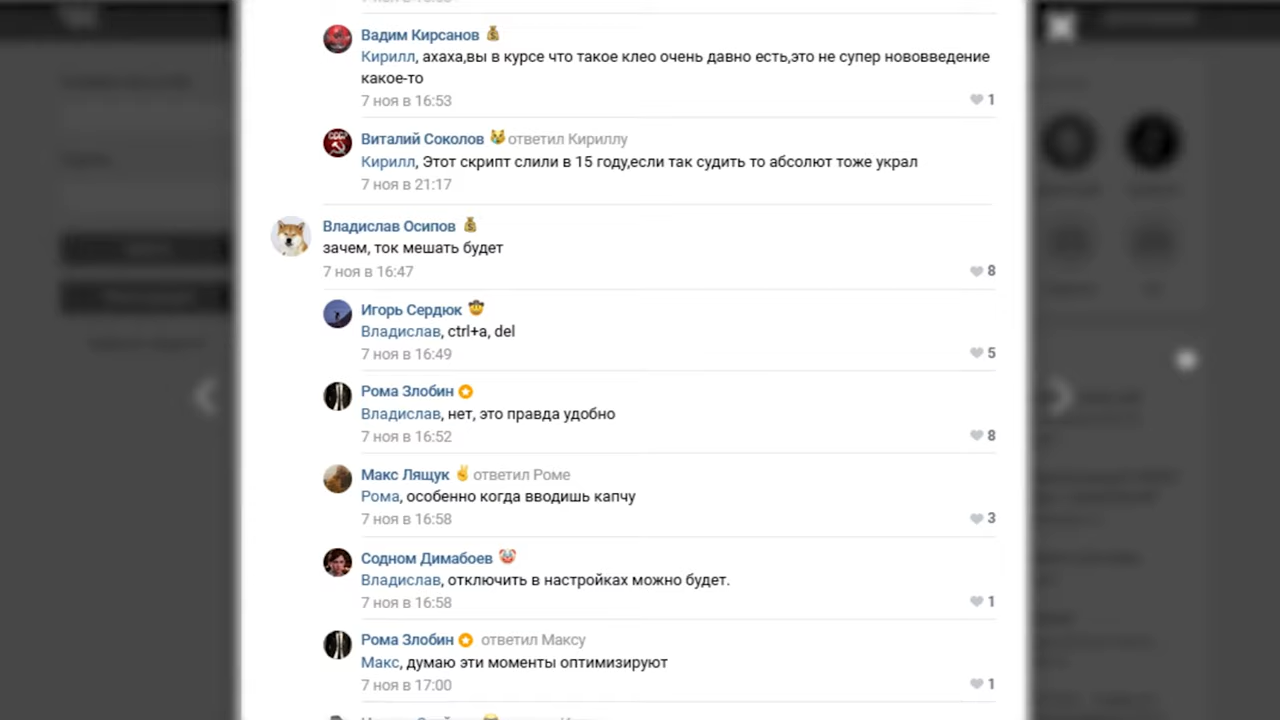 Вадим Кирсанов
Кирилл, ахаха,вы в курсе что такое клео очень давно есть,это не супер нововведение
какое-то
7 ноя в 16:53
1
Виталий Соколов ответил Кириллу
Кирилл, Этот скрипт слили в 15 году,если так судить то абсолют тоже украл
7 ноя в 21:17
Владислав Осипов
зачем, ток мешать будет
7 ноя в 16:47
8
Игорь Сердюк
Владислав, ctrl+a, del
7 ноя в 16:49
5
Рома Злобин
Владислав, нет, это правда удобно
7 ноя в 16:52
8
Макс Лящук ответил Роме
Рома, особенно когда вводишь капчу
7 ноя в 16:58
3
Содном Димабоев
Владислав, отключить в настройках можно будет.
7 ноя в 16:58
1
Рома Злобин ответил Максу
Макс, думаю эти моменты оптимизируют
7 ноя в 17:00
1